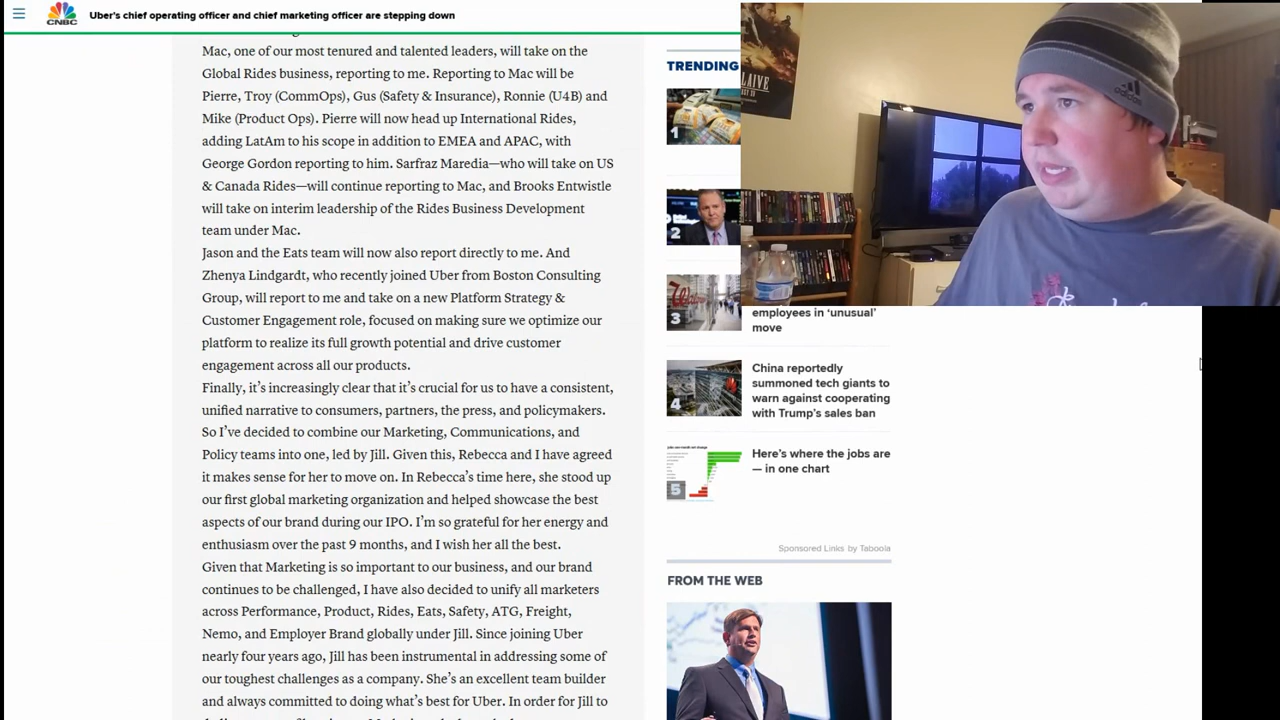 CNBC
Uber's chief operating officer and chief marketing officer are stepping down
Mac, one of our most tenured and talented leaders, will take on the
Global Rides business, reporting to me. Reporting to Mac will be
Pierre, Troy (CommOps), Gus (Safety & Insurance), Ronnie (U4B) and
Mike (Product Ops). Pierre will now head up International Rides,
adding LatAm to his scope in addition to EMEA and APAC, with
George Gordon reporting to him. Sarfraz Maredia—who will take on US
& Canada Rides—will continue reporting to Mac, and Brooks Entwistle
will take on interim leadership of the Rides Business Development
team under Mac.
Jason and the Eats team will now also report directly to me. And
Zhenya Lindgardt, who recently joined Uber from Boston Consulting
Group, will report to me and take on a new Platform Strategy &
Customer Engagement role, focused on making sure we optimize our
platform to realize its full growth potential and drive customer
engagement across all our products.
Finally, it's increasingly clear that it's crucial for us to have a consistent,
unified narrative to consumers, partners, the press, and policymakers.
So I've decided to combine our Marketing, Communications, and
Policy teams into one, led by Jill. Given this, Rebecca and I have agreed
it makes sense for her to move on. In Rebecca's time here, she stood up
our first global marketing organization and helped showcase the best
aspects of our brand during our IPO. I'm so grateful for her energy and
enthusiasm over the past 9 months, and I wish her all the best.
Given that Marketing is so important to our business, and our brand
continues to be challenged, I have also decided to unify all marketers
across Performance, Product, Rides, Eats, Safety, ATG, Freight,
Nemo, and Employer Brand globally under Jill. Since joining Uber
nearly four years ago, Jill has been instrumental in addressing some of
our toughest challenges as a company. She's an excellent team builder
and always committed to doing what's best for Uber. In order for Jill to
TRENDING
1
2
3
employees in 'unusual'
move
4
China reportedly
summoned tech giants to
warn against cooperating
with Trump's sales ban
5
Here's where the jobs are
— in one chart
Sponsored Links by Taboola
FROM THE WEB
adidas